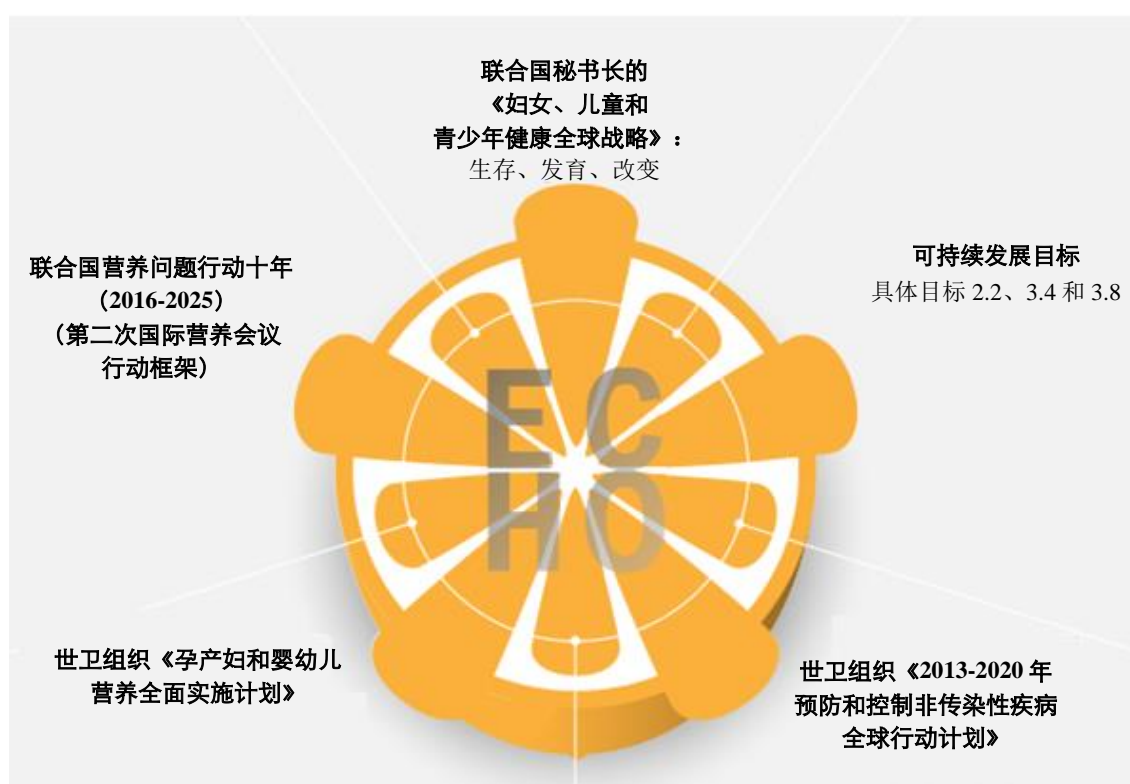 联合国秘书长的
《妇女、儿童和
青少年健康全球战略》:
生存、发育、改变
可持续发展目标
具体目标 2.2、3.4 和 3.8
联合国营养问题行动十年
（2016-2025）
（第二次国际营养会议
行动框架）
EC
HO
世卫组织《孕产妇和婴幼儿
营养全面实施计划》
世卫组织《2013-2020 年
预防和控制非传染性疾病
全球行动计划》